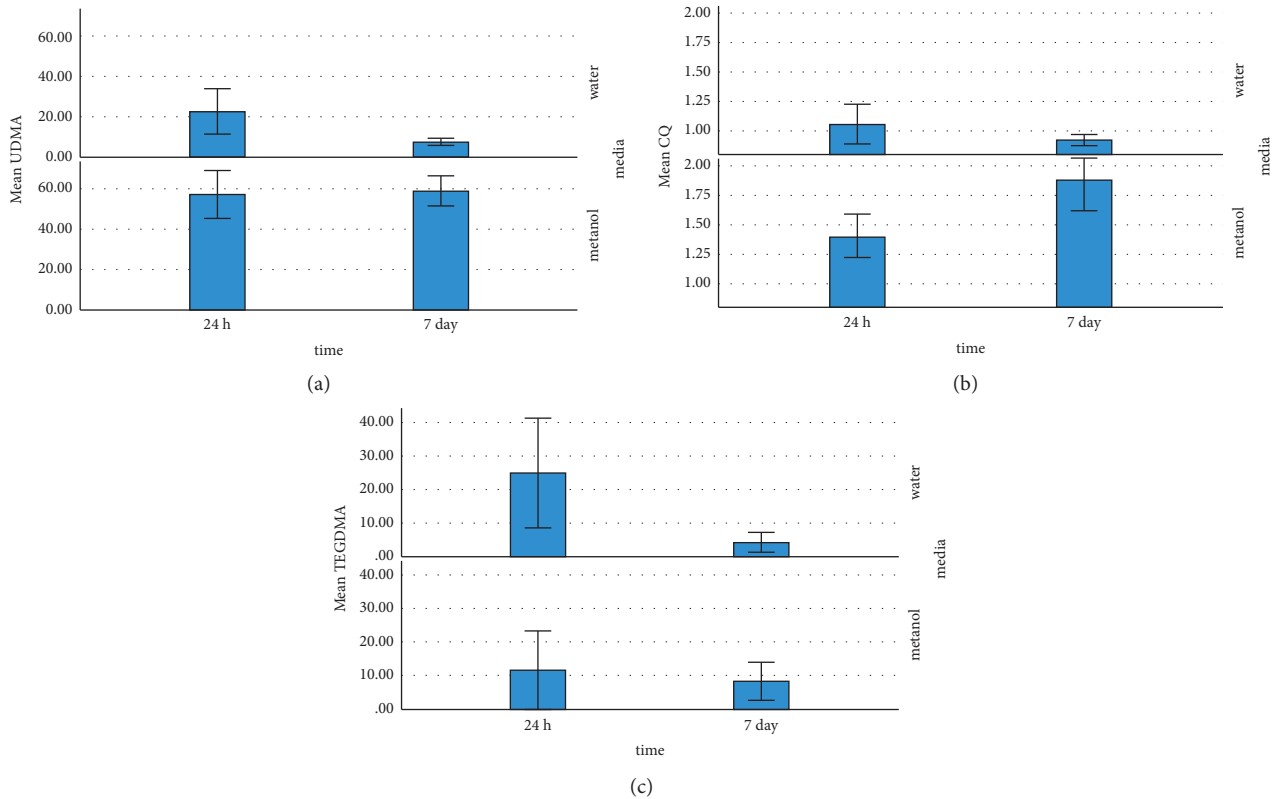 Mean UDMA
60.00
40.00
20.00
0.00
60.00
40.00
20.00
0.00
water
metanol
media
24 h
7 day
time
(a)
Mean CQ
2.00
1.75
1.50
1.25
1.00
2.00
1.75
1.50
1.25
1.00
water
metanol
media
24 h
7 day
time
(b)
Mean TEGDMA
40.00
30.00
20.00
10.00
.00
40.00
30.00
20.00
10.00
.00
water
metanol
media
24 h
7 day
time
(c)